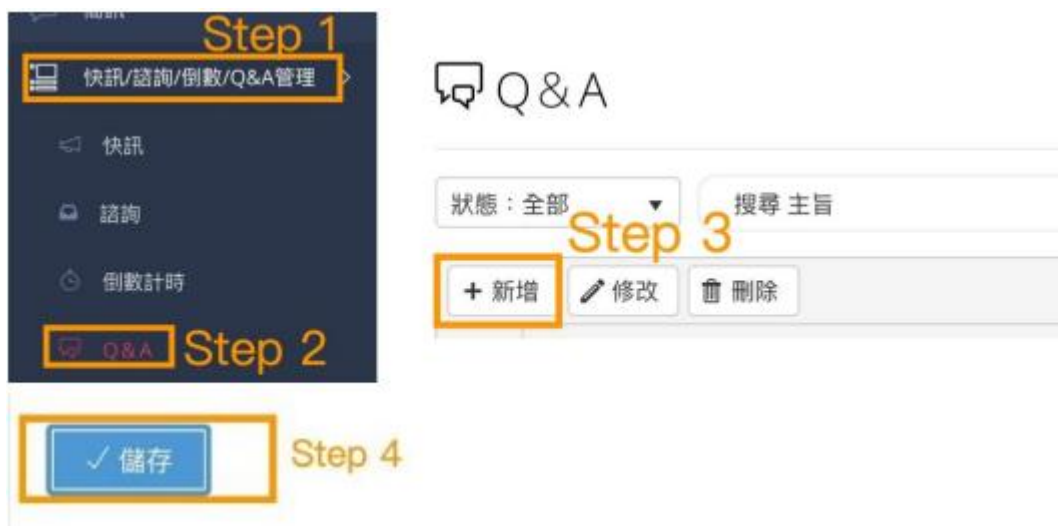 Step 1
快訊/諮詢/倒數/Q&A管理
快訊
諮詢
倒數計時
Q&A
Step 2
Q&A
狀態：全部
搜尋 主旨
Step 3
新增
修改
刪除
儲存
Step 4